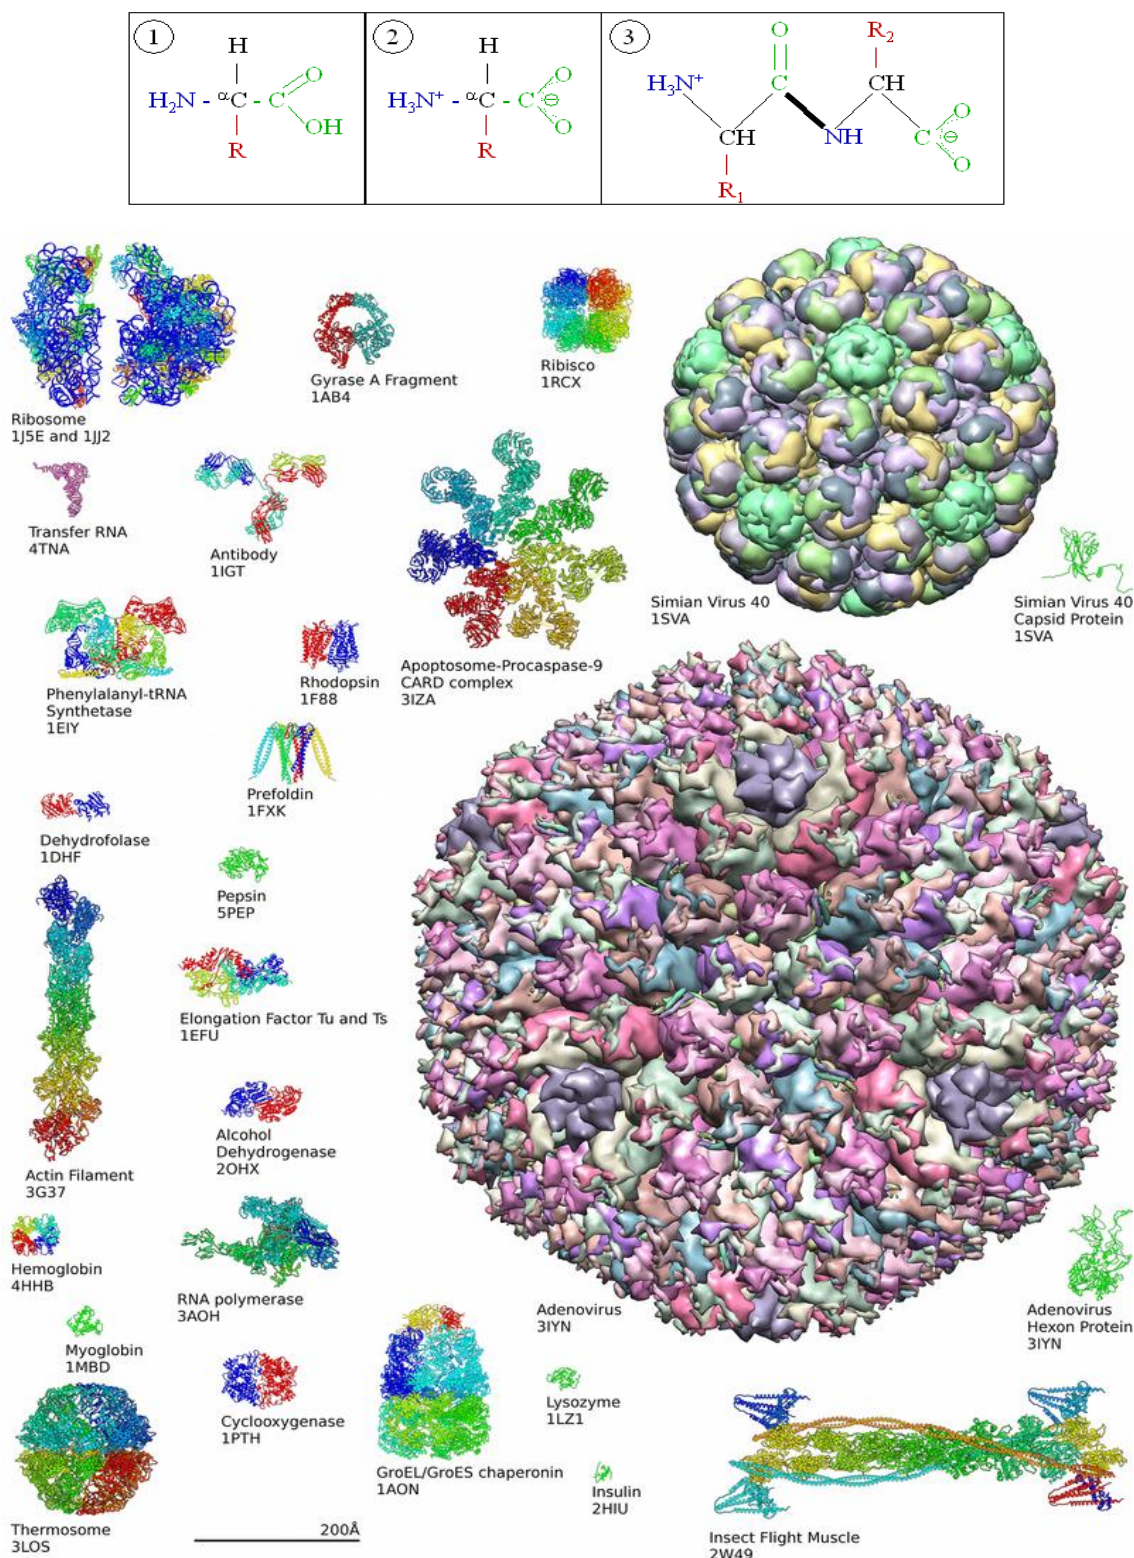 1
H
H₂N - αC - C
O
OH
R
2
H
H₃N⁺ - αC - C
O
⊖
O
R
3
O
R₂
H₃N⁺
C
CH
CH
NH
C
O
⊖
O
R₁
Ribosome
1J5E and 1JJ2
Gyrase A Fragment
1AB4
Ribisco
1RCX
Transfer RNA
4TNA
Antibody
1IGT
Simian Virus 40
1SVA
Simian Virus 40
Capsid Protein
1SVA
Phenylalanyl-tRNA
Synthetase
1EIY
Rhodopsin
1F88
Apoptosome-Procaspase-9
CARD complex
3IZA
Prefoldin
1FXK
Dehydrofolase
1DHF
Pepsin
5PEP
Elongation Factor Tu and Ts
1EFU
Alcohol
Dehydrogenase
2OHX
Actin Filament
3G37
Hemoglobin
4HHB
RNA polymerase
3AOH
Adenovirus
3IYN
Adenovirus
Hexon Protein
3IYN
Myoglobin
1MBD
Cyclooxygenase
1PTH
Lysozyme
1LZ1
GroEL/GroES chaperonin
1AON
Insulin
2HIU
Thermosome
3LOS
200Å
Insect Flight Muscle
2W49